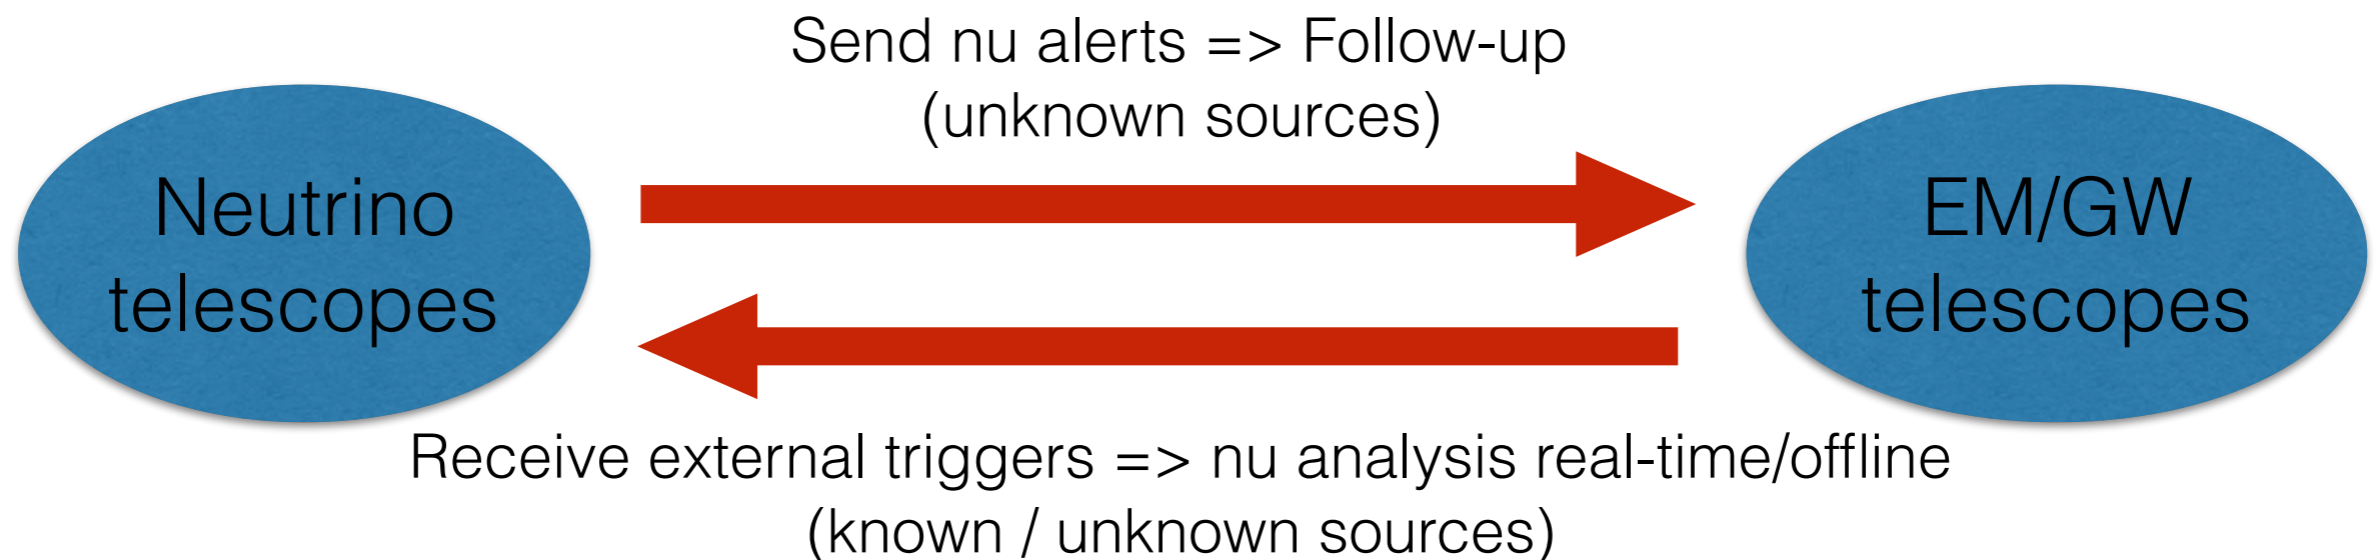 Send nu alerts => Follow-up
(unknown sources)
Neutrino
telescopes
EM/GW
telescopes
Receive external triggers => nu analysis real-time/offline
(known / unknown sources)